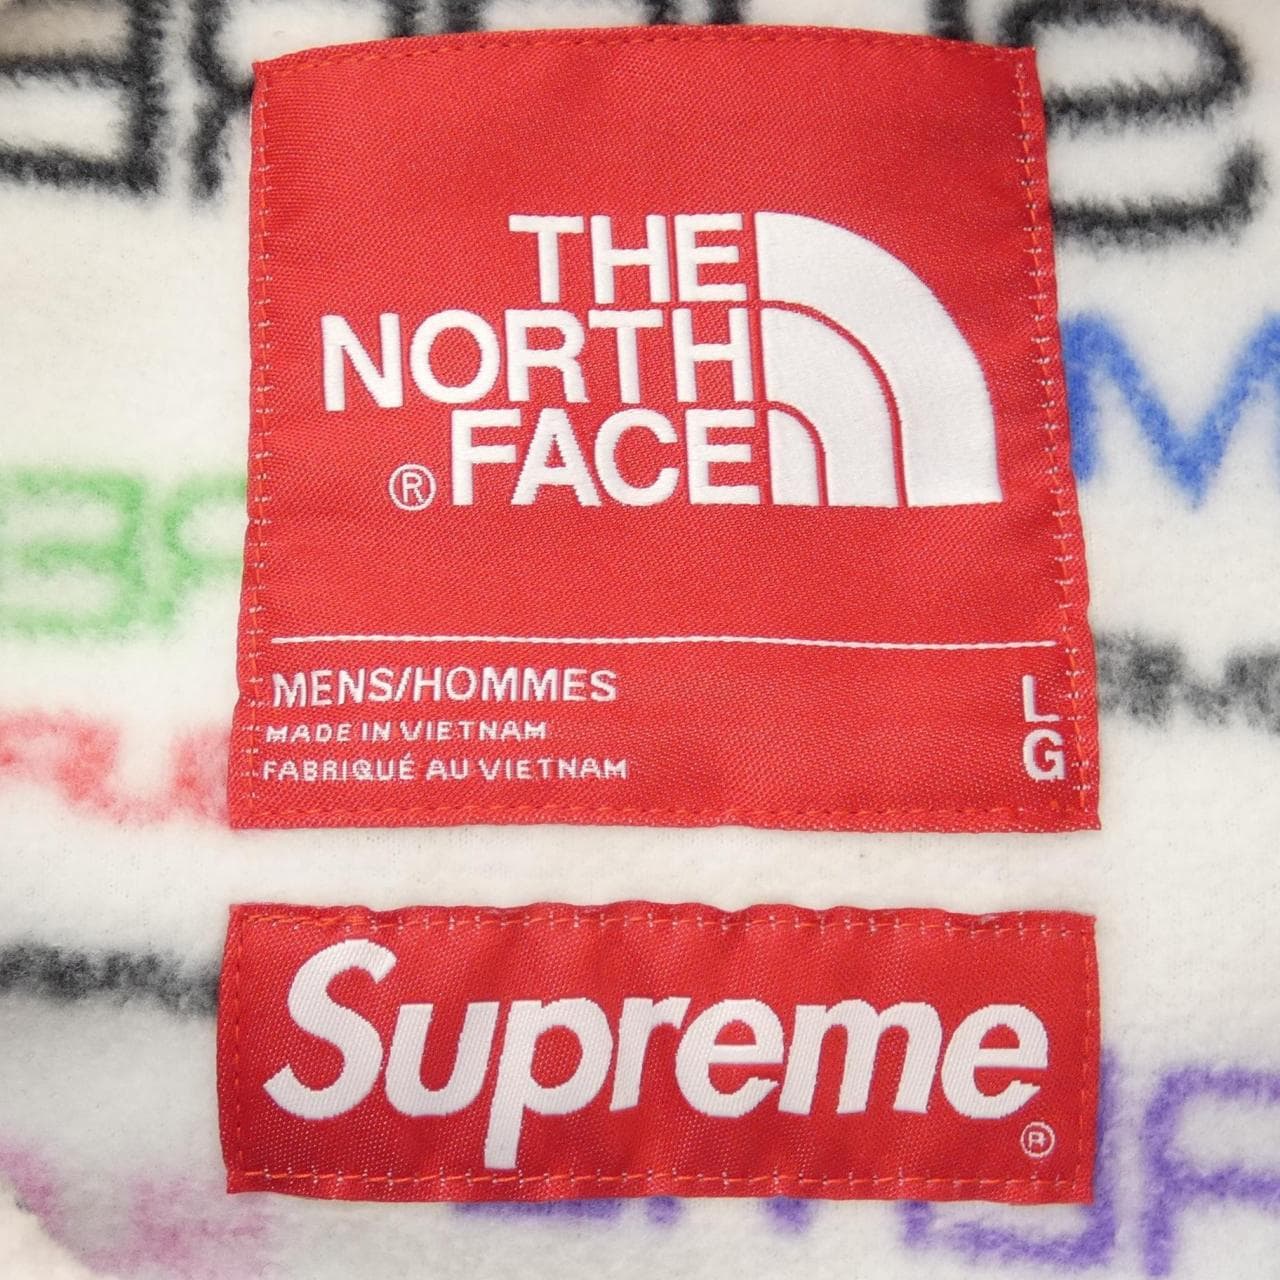 THE
NORTH
® FACE
MENS/HOMMES
MADE IN VIETNAM
FABRIQUÉ AU VIETNAM
L
G
Supreme
®